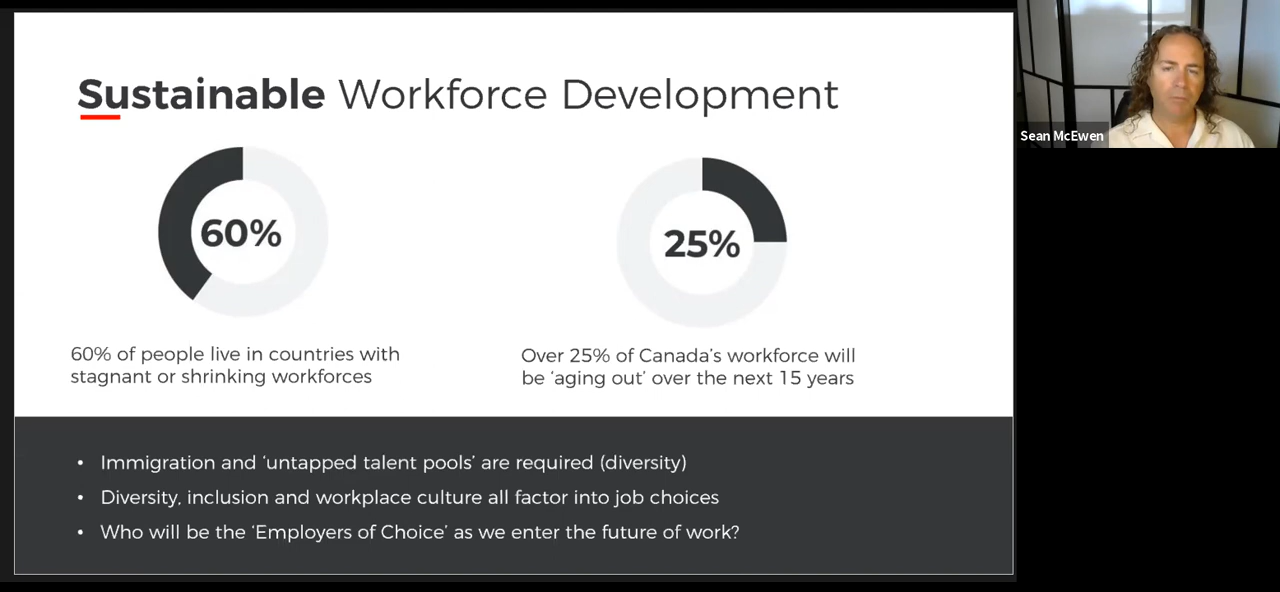 Sustainable Workforce Development
60%
25%
60% of people live in countries with
stagnant or shrinking workforces
Over 25% of Canada's workforce will
be 'aging out' over the next 15 years
• Immigration and 'untapped talent pools' are required (diversity)
• Diversity, inclusion and workplace culture all factor into job choices
• Who will be the 'Employers of Choice' as we enter the future of work?
Sean McEwen